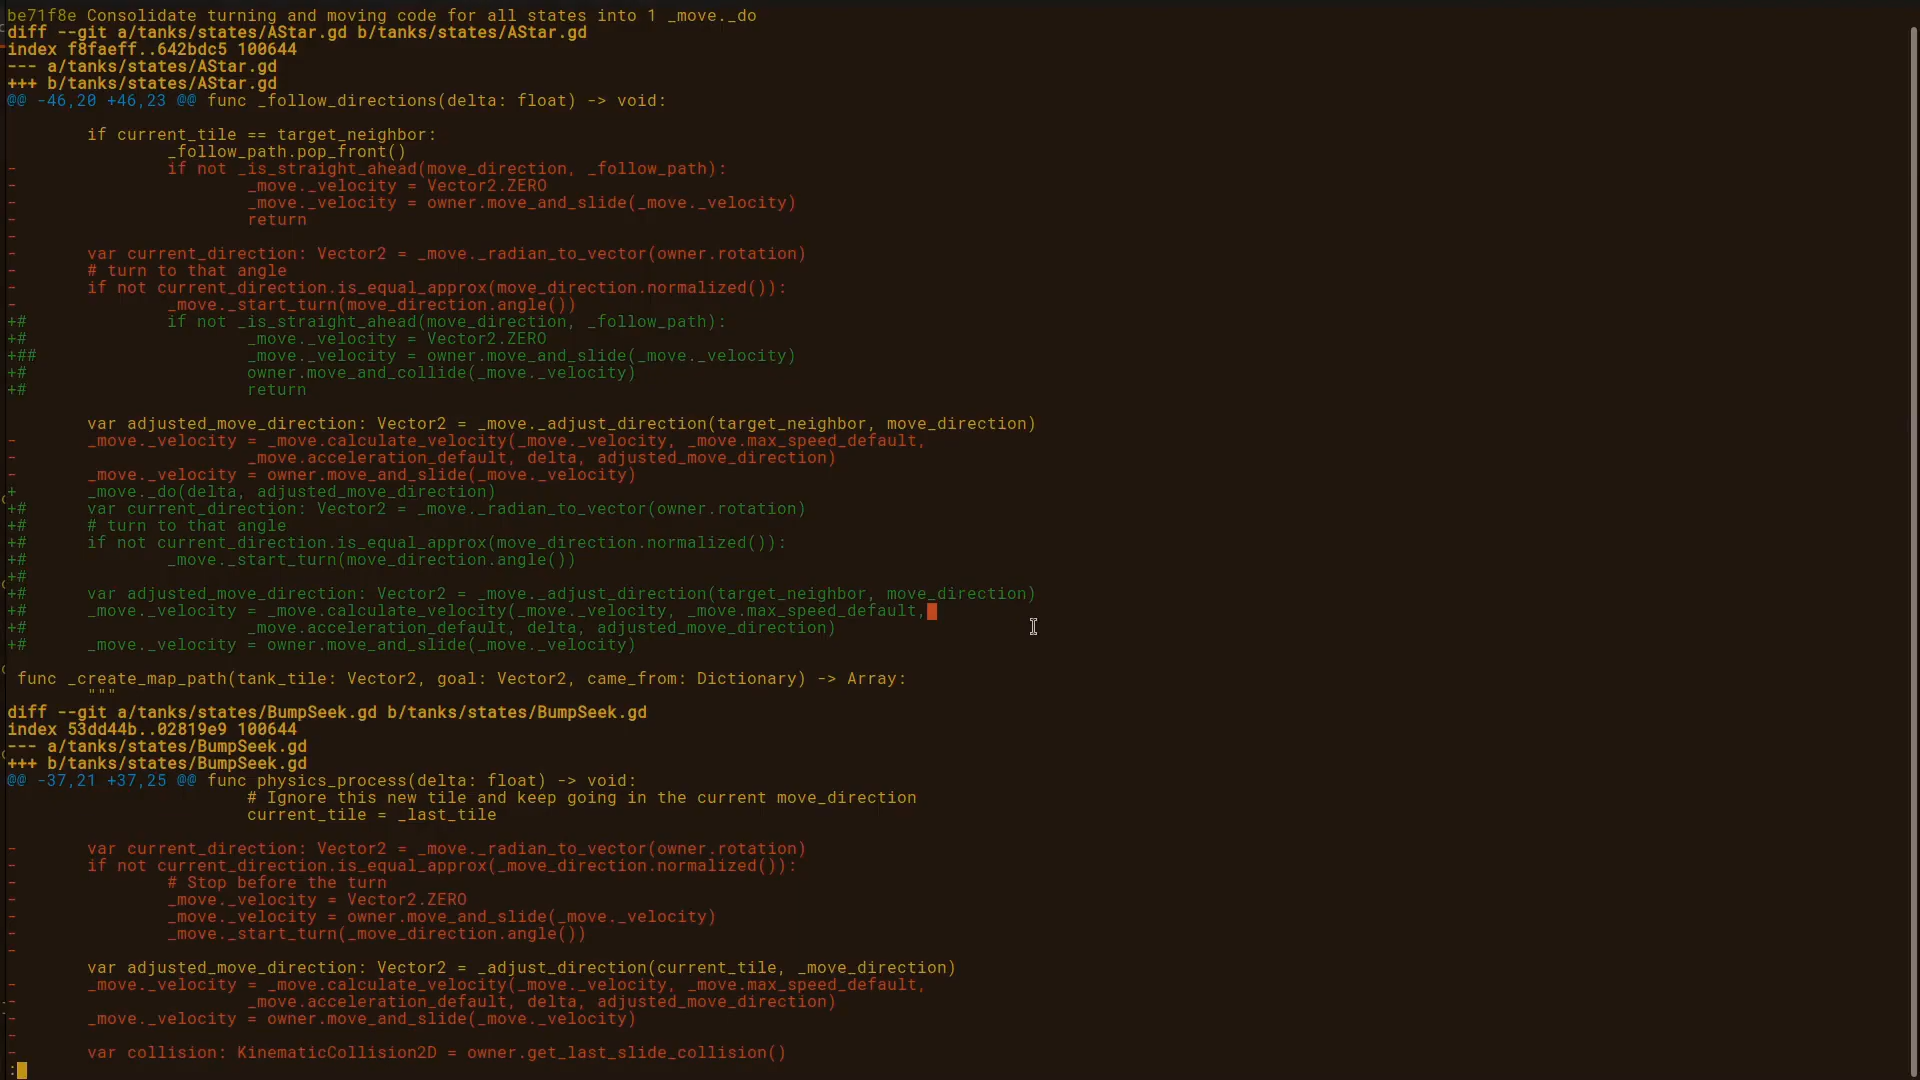 be71f8e Consolidate turning and moving code for all states into 1 _move._do
diff --git a/tanks/states/AStar.gd b/tanks/states/AStar.gd
index f8faeff..642bdc5 100644
--- a/tanks/states/AStar.gd
+++ b/tanks/states/AStar.gd
@@ -46,20 +46,23 @@ func _follow_directions(delta: float) -> void:
        if current_tile == target_neighbor:
                _follow_path.pop_front()
-               if not _is_straight_ahead(move_direction, _follow_path):
-                       _move._velocity = Vector2.ZERO
-                       _move._velocity = owner.move_and_slide(_move._velocity)
-                       return
-
-       var current_direction: Vector2 = _move._radian_to_vector(owner.rotation)
-       # turn to that angle
-       if not current_direction.is_equal_approx(move_direction.normalized()):
-               _move._start_turn(move_direction.angle())
+#              if not _is_straight_ahead(move_direction, _follow_path):
+#                      _move._velocity = Vector2.ZERO
+##                     _move._velocity = owner.move_and_slide(_move._velocity)
+#                      owner.move_and_collide(_move._velocity)
+#                      return
        var adjusted_move_direction: Vector2 = _move._adjust_direction(target_neighbor, move_direction)
-       _move._velocity = _move.calculate_velocity(_move._velocity, _move.max_speed_default,
-                       _move.acceleration_default, delta, adjusted_move_direction)
-       _move._velocity = owner.move_and_slide(_move._velocity)
+       _move._do(delta, adjusted_move_direction)
+#      var current_direction: Vector2 = _move._radian_to_vector(owner.rotation)
+#      # turn to that angle
+#      if not current_direction.is_equal_approx(move_direction.normalized()):
+#              _move._start_turn(move_direction.angle())
+#
+#      var adjusted_move_direction: Vector2 = _move._adjust_direction(target_neighbor, move_direction)
+#      _move._velocity = _move.calculate_velocity(_move._velocity, _move.max_speed_default,
+#                      _move.acceleration_default, delta, adjusted_move_direction)
+#      _move._velocity = owner.move_and_slide(_move._velocity)
 func _create_map_path(tank_tile: Vector2, goal: Vector2, came_from: Dictionary) -> Array:
        """
diff --git a/tanks/states/BumpSeek.gd b/tanks/states/BumpSeek.gd
index 53dd44b..02819e9 100644
--- a/tanks/states/BumpSeek.gd
+++ b/tanks/states/BumpSeek.gd
@@ -37,21 +37,25 @@ func physics_process(delta: float) -> void:
                        # Ignore this new tile and keep going in the current move_direction
                        current_tile = _last_tile
-       var current_direction: Vector2 = _move._radian_to_vector(owner.rotation)
-       if not current_direction.is_equal_approx(_move_direction.normalized()):
-               # Stop before the turn
-               _move._velocity = Vector2.ZERO
-               _move._velocity = owner.move_and_slide(_move._velocity)
-               _move._start_turn(_move_direction.angle())
-
        var adjusted_move_direction: Vector2 = _adjust_direction(current_tile, _move_direction)
-       _move._velocity = _move.calculate_velocity(_move._velocity, _move.max_speed_default,
-                       _move.acceleration_default, delta, adjusted_move_direction)
-       _move._velocity = owner.move_and_slide(_move._velocity)
-
-       var collision: KinematicCollision2D = owner.get_last_slide_collision()
: